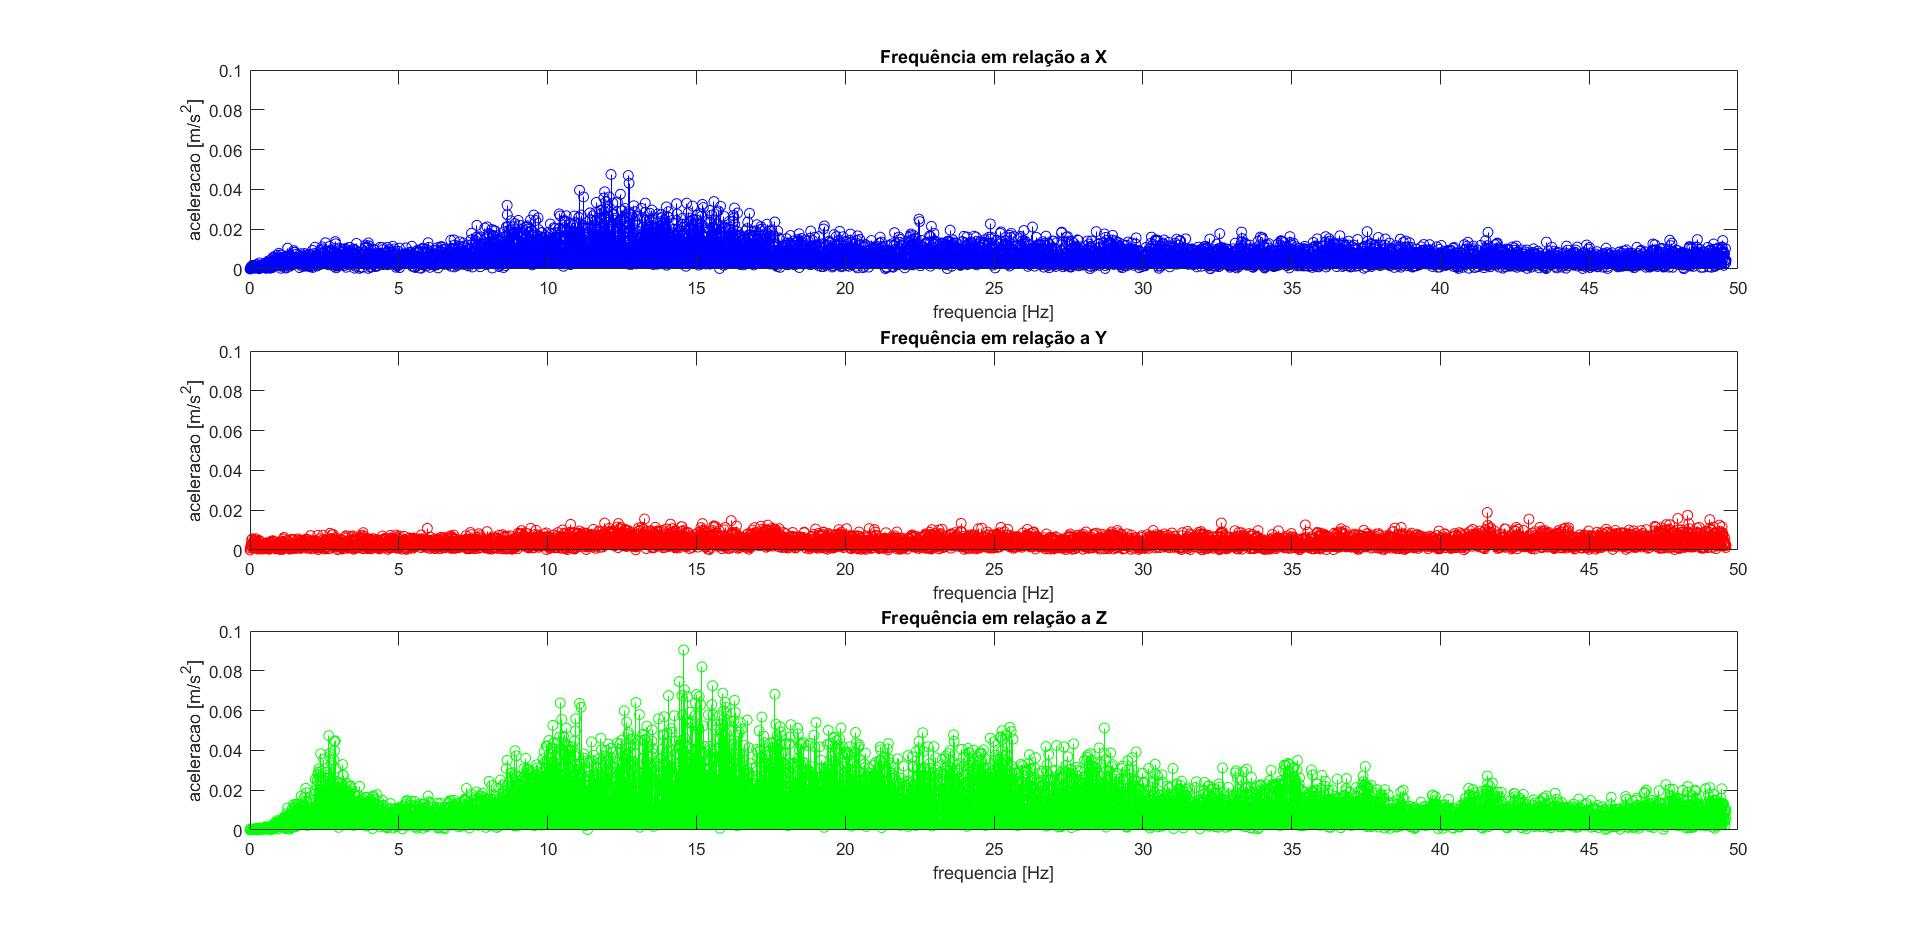 Frequência em relação a X
0.1
0.08
0.06
0.04
0.02
0
aceleracao [m/s²]
0 5 10 15 20 25 30 35 40 45 50
frequencia [Hz]
Frequência em relação a Y
0.1
0.08
0.06
0.04
0.02
0
aceleracao [m/s²]
0 5 10 15 20 25 30 35 40 45 50
frequencia [Hz]
Frequência em relação a Z
0.1
0.08
0.06
0.04
0.02
0
aceleracao [m/s²]
0 5 10 15 20 25 30 35 40 45 50
frequencia [Hz]